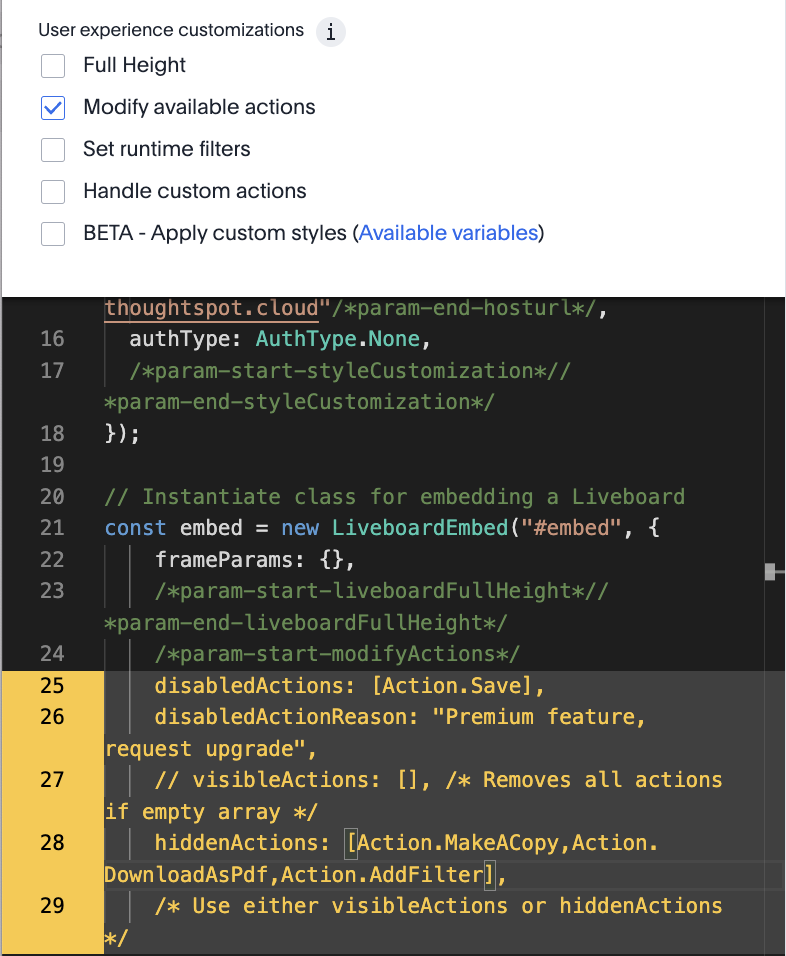 User experience customizations i
Full Height
Modify available actions
Set runtime filters
Handle custom actions
BETA - Apply custom styles (Available variables)
thoughtspot.cloud"/*param-end-hosturl*/,
16 authType: AuthType.None,
17 /*param-start-styleCustomization*//
*param-end-styleCustomization*/
18 });
19
20 // Instantiate class for embedding a Liveboard
21 const embed = new LiveboardEmbed("#embed", {
22 frameParams: {},
23 /*param-start-liveboardFullHeight*//
*param-end-liveboardFullHeight*/
24 /*param-start-modifyActions*/
25 disabledActions: [Action.Save],
26 disabledActionReason: "Premium feature,
request upgrade",
27 // visibleActions: [], /* Removes all actions
if empty array */
28 hiddenActions: [Action.MakeACopy,Action.
DownloadAsPdf,Action.AddFilter],
29 /* Use either visibleActions or hiddenActions
*/